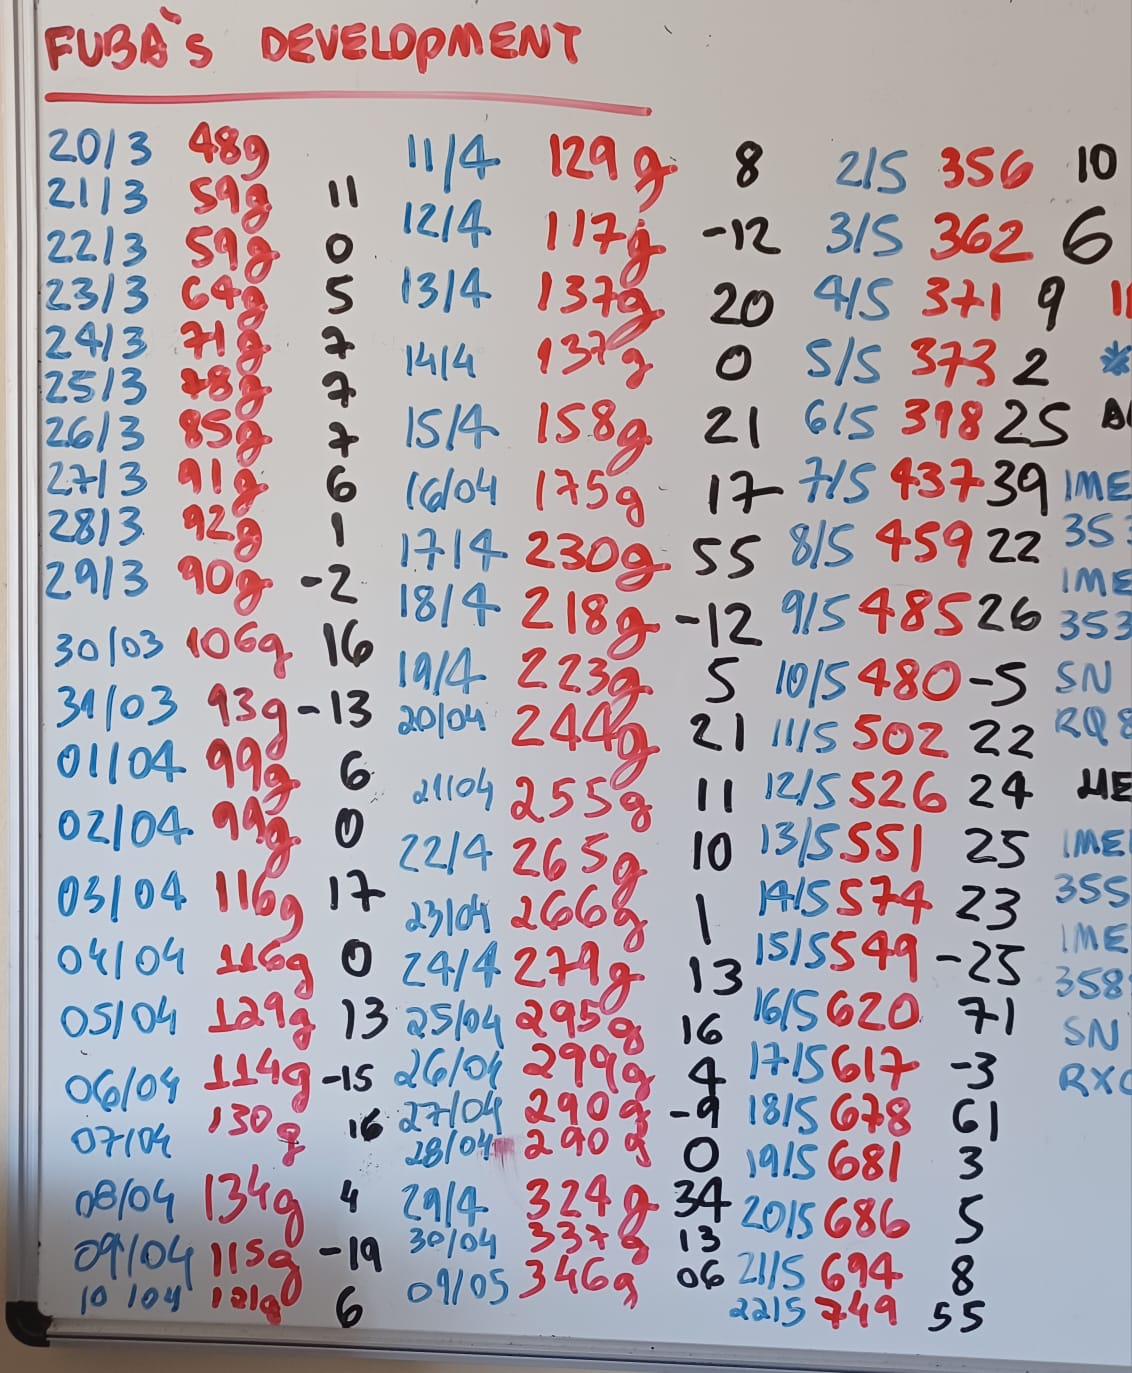 FUBA`s DEVELOPMENT
20/3 48g
21/3 59g 11
22/3 59g 0
23/3 64g 5
24/3 71g 7
25/3 78g 7
26/3 85g 7
27/3 91g 6
28/3 92g 1
29/3 90g -2
30/03 106g 16
31/03 93g -13
01/04 99g 6
02/04 99g 0
03/04 116g 17
04/04 116g 0
05/04 129g 13
06/04 114g -15
07/04 130g 16
08/04 134g 4
09/04 115g -19
10/04 121g 6
11/4 129g 8
12/4 117g -12
13/4 137g 20
14/4 137g 0
15/4 158g 21
16/04 175g 17
17/4 230g 55
18/4 218g -12
19/4 223g 5
20/04 244g 21
21/04 255g 11
22/4 265g 10
23/04 266g 1
24/4 279g 13
25/04 295g 16
26/04 299g 4
27/04 290g -9
28/04 290g 0
29/4 324g 34
30/04 337g 13
09/05 346g 06
2/5 356 10
3/5 362 6
4/5 371 9
5/5 373 2
6/5 398 25
7/5 437 39
8/5 459 22
9/5 485 26
10/5 480 -5
11/5 502 22
12/5 526 24
13/5 551 25
14/5 574 23
15/5 549 -25
16/5 620 71
17/5 617 -3
18/5 678 61
19/5 681 3
20/5 686 5
21/5 694 8
22/5 749 55
*
IME
353
IME
353
SN
RQ8
ME
IMEI
355
IME
358
SN
RX